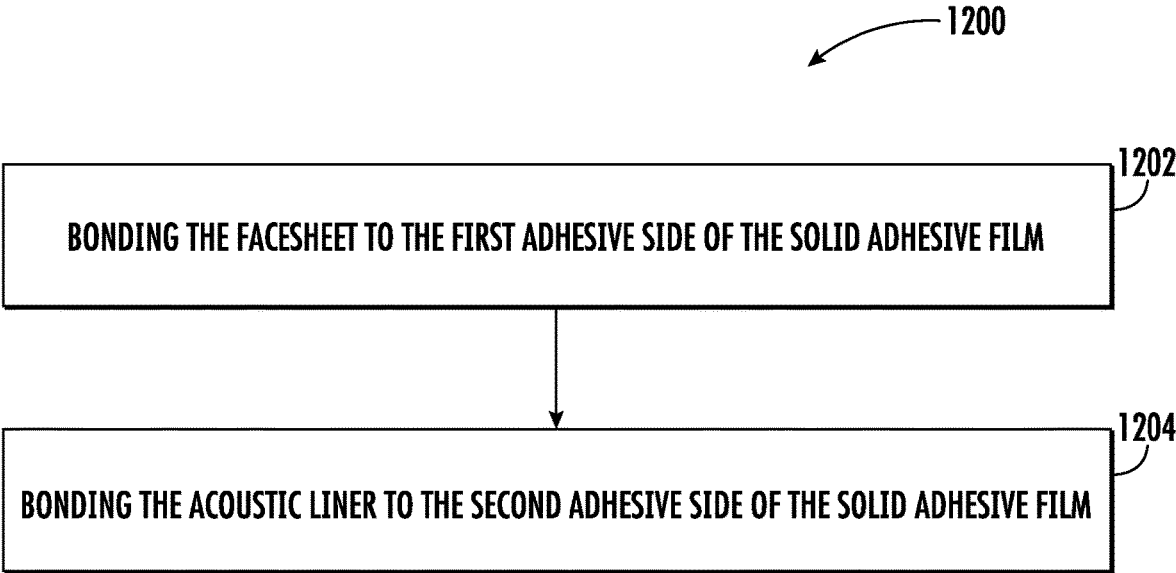 1200
1202
BONDING THE FACESHEET TO THE FIRST ADHESIVE SIDE OF THE SOLID ADHESIVE FILM
1204
BONDING THE ACOUSTIC LINER TO THE SECOND ADHESIVE SIDE OF THE SOLID ADHESIVE FILM